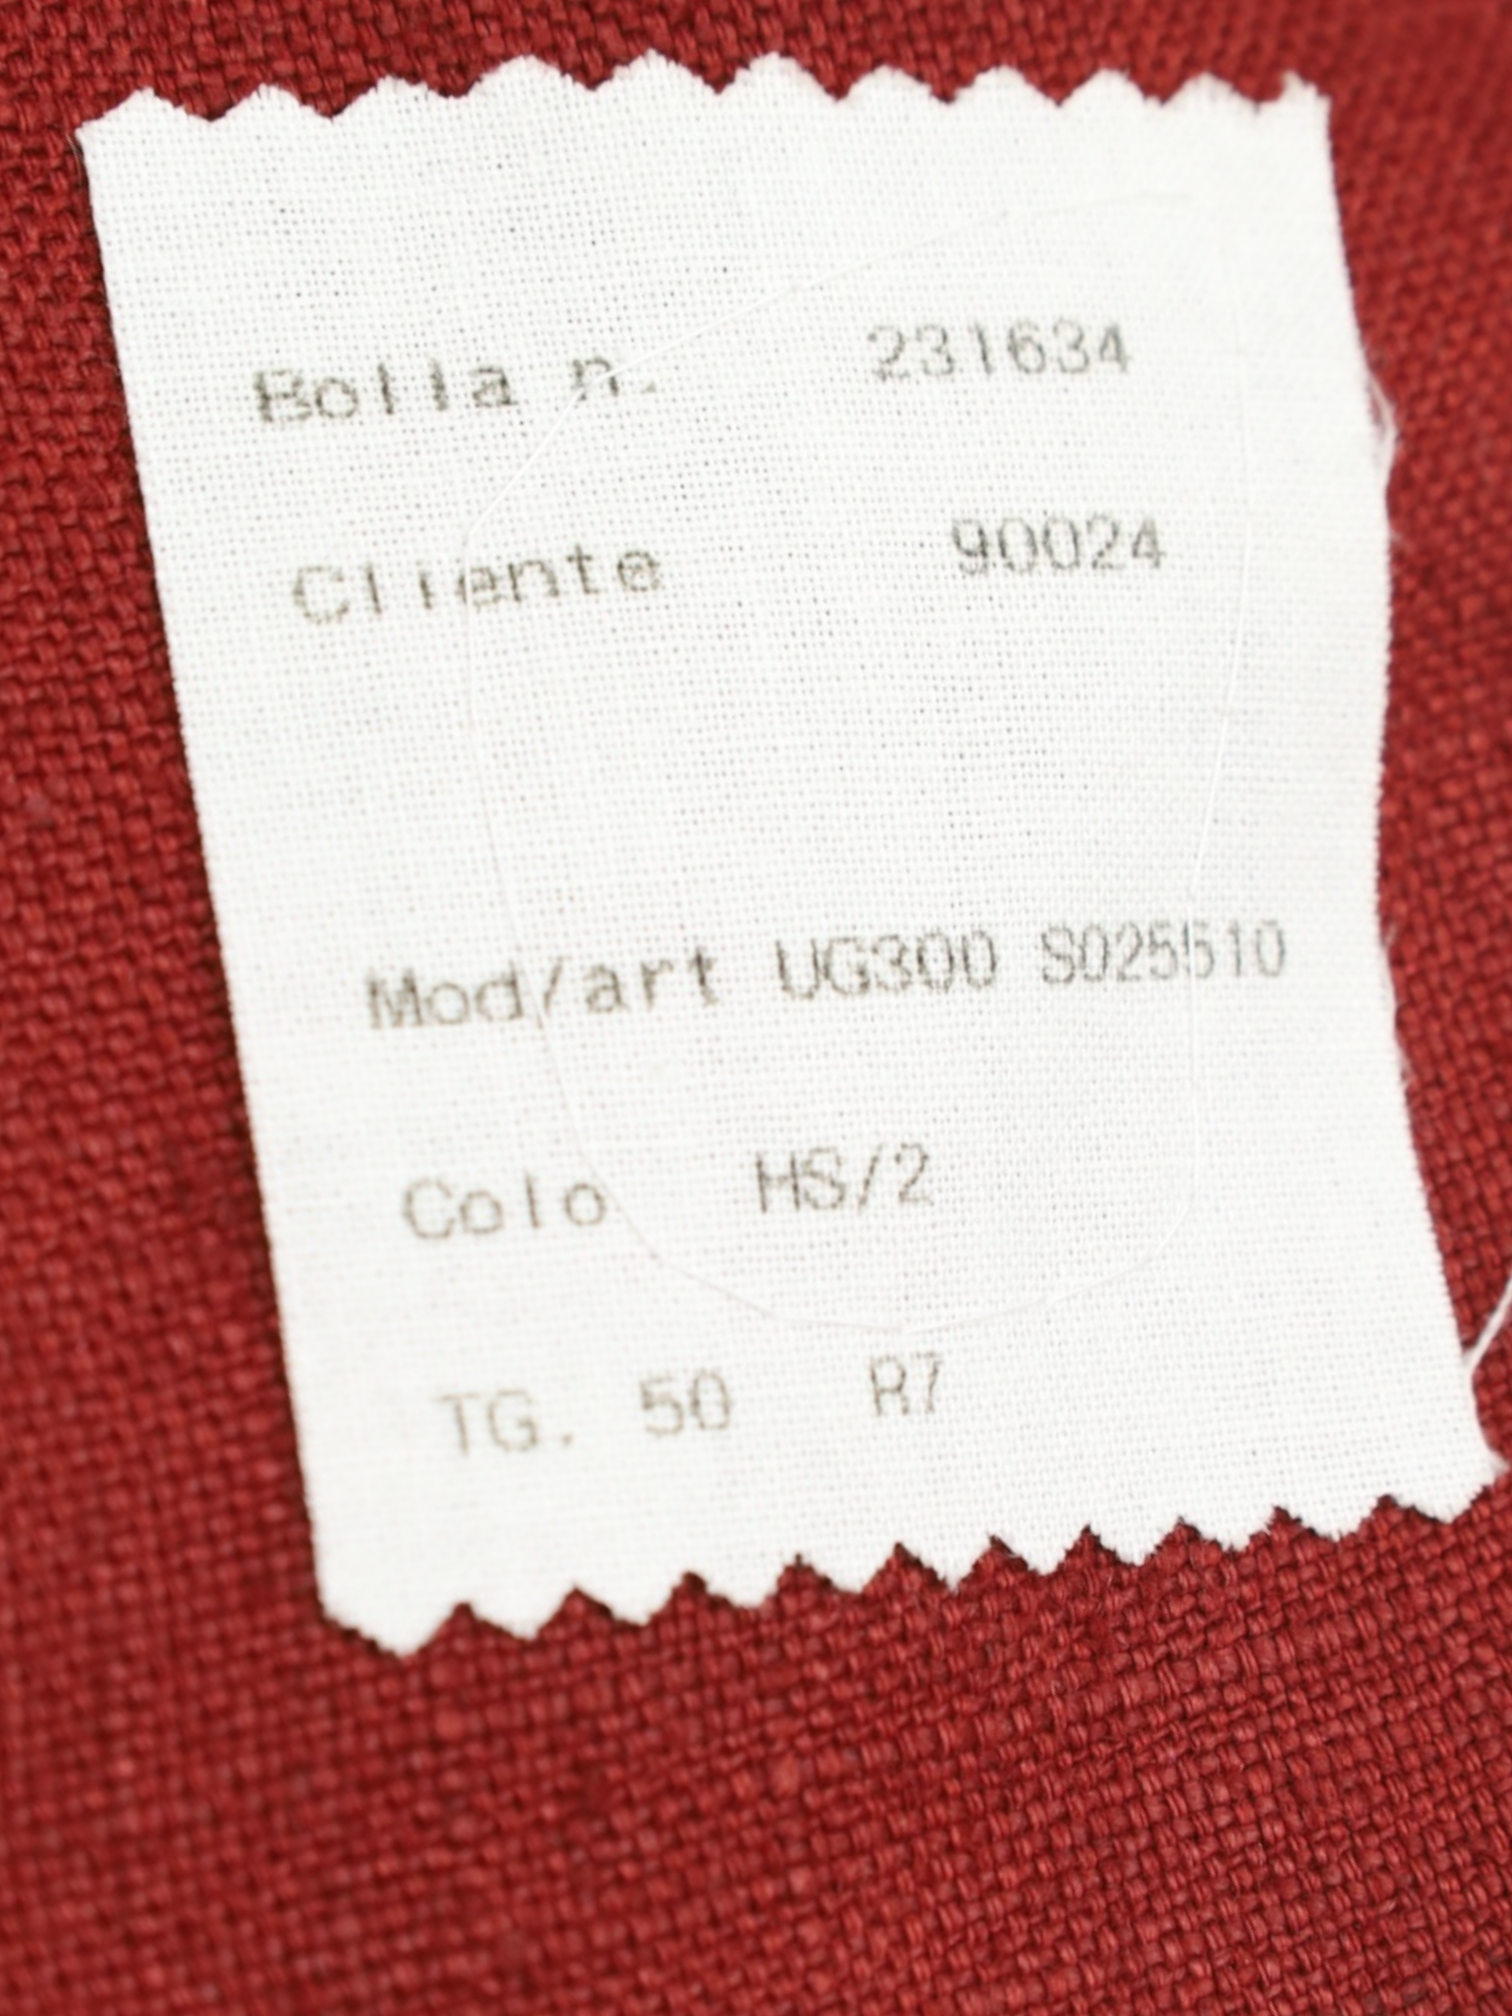 Bolla n. 231634
Cliente 90024
Mod/art UG300 S025510
Colo HS/2
TG. 50 R7